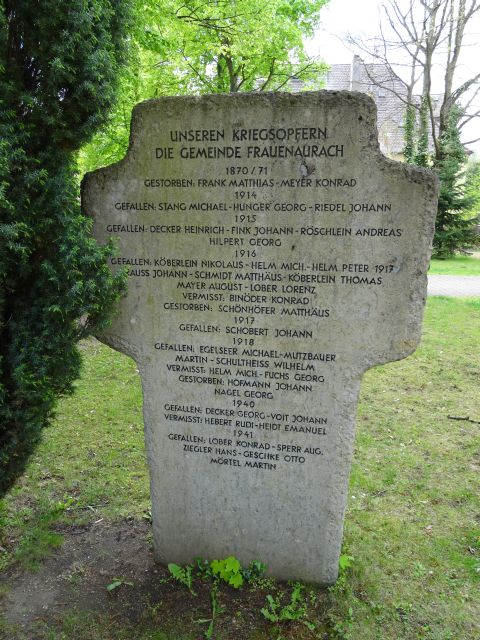 UNSEREN KRIEGSOPFERN
DIE GEMEINDE FRAUENAURACH
1870/71
GESTORBEN: FRANK MATTHIAS - MEYER KONRAD
1914
GEFALLEN: STANG MICHAEL - HUNGER GEORG - RIEDEL JOHANN
1915
GEFALLEN: DECKER HEINRICH - FINK JOHANN - RÖSCHLEIN ANDREAS
HILPERT GEORG
1916
GEFALLEN: KÖBERLEIN NIKOLAUS - HELM MICH. - HELM PETER 1917
RAUSS JOHANN - SCHMIDT MATTHÄUS - KÖBERLEIN THOMAS
MAYER AUGUST - LOBER LORENZ
VERMISST: BINÖDER KONRAD
GESTORBEN: SCHÖNHÖFER MATTHÄUS
1917
GEFALLEN: SCHOBERT JOHANN
1918
GEFALLEN: EGELSEER MICHAEL - MUTZBAUER
MARTIN - SCHULTHEISS WILHELM
VERMISST: HELM MICH. - FUCHS GEORG
GESTORBEN: HOFMANN JOHANN
NAGEL GEORG
1940
GEFALLEN: DECKER GEORG - VOIT JOHANN
VERMISST: HEBERT RUDI - HEIDT EMANUEL
1941
GEFALLEN: LOBER KONRAD - SPERR AUG.
ZIEGLER HANS - GESCHKE OTTO
MÖRTEL MARTIN